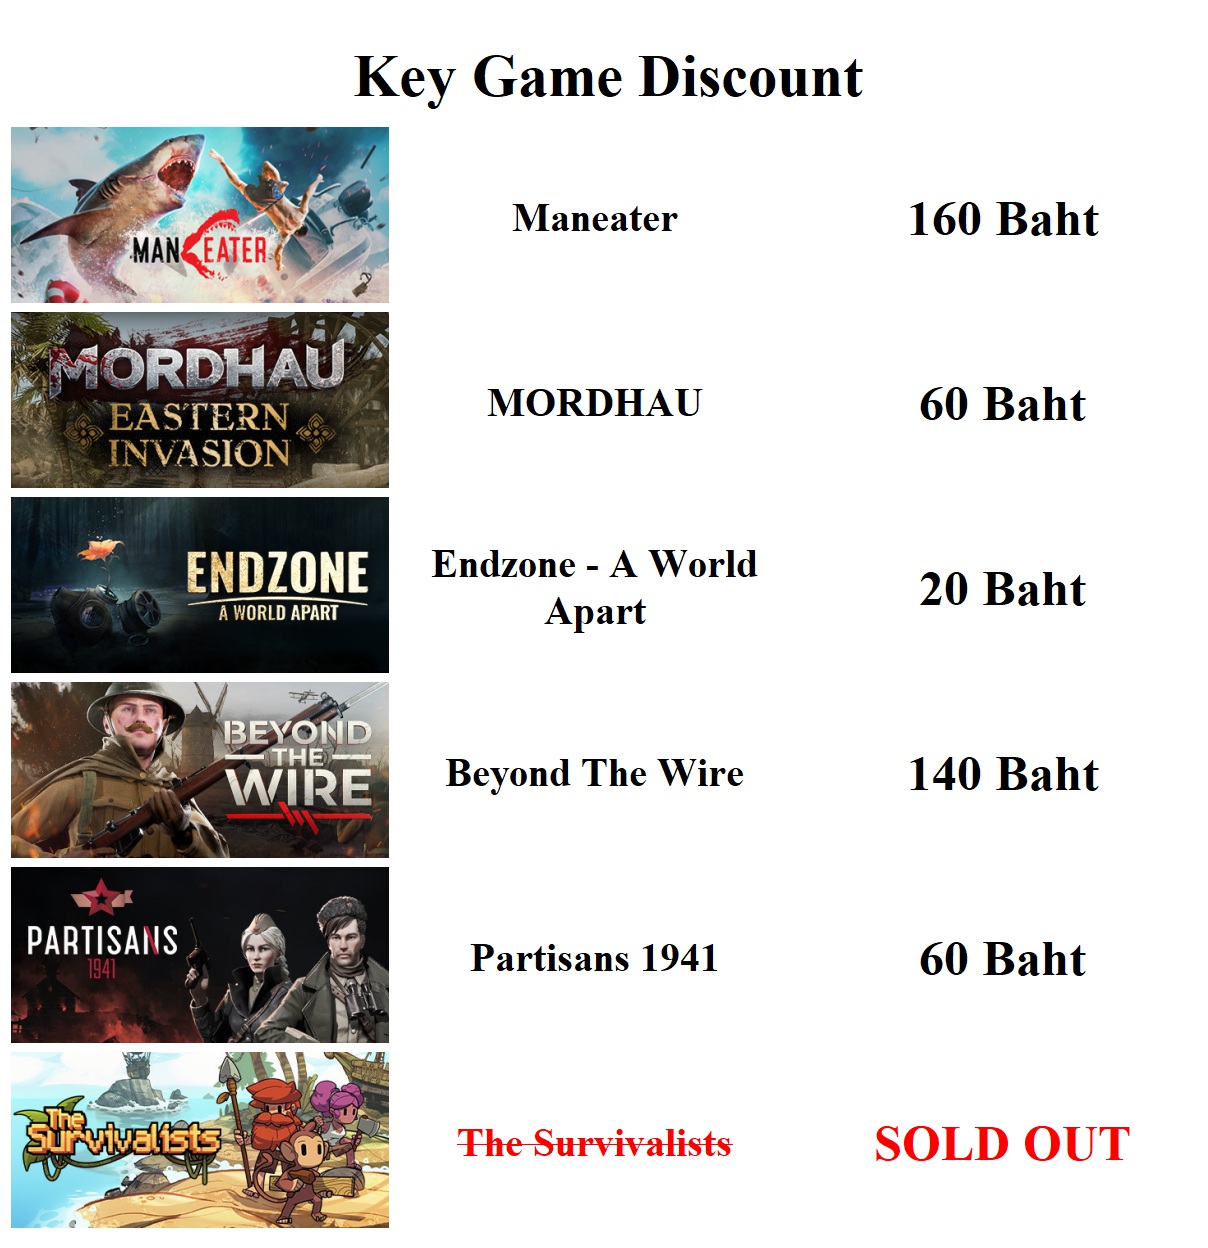 Key Game Discount
MANEATER
Maneater
160 Baht
MORDHAU
EASTERN
INVASION
MORDHAU
60 Baht
ENDZONE
A WORLD APART
Endzone - A World
Apart
20 Baht
BEYOND
THE
WIRE
Beyond The Wire
140 Baht
PARTISANS
1941
Partisans 1941
60 Baht
The
Survivalists
The Survivalists
SOLD OUT